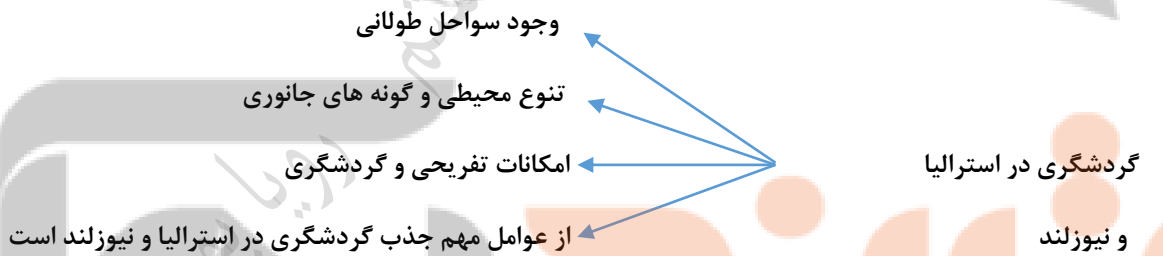 وجود سواحل طولانی
تنوع محیطی و گونه های جانوری
گردشگری در استرالیا
امکانات تفریحی و گردشگری
و نیوزلند
از عوامل مهم جذب گردشگری در استرالیا و نیوزلند است